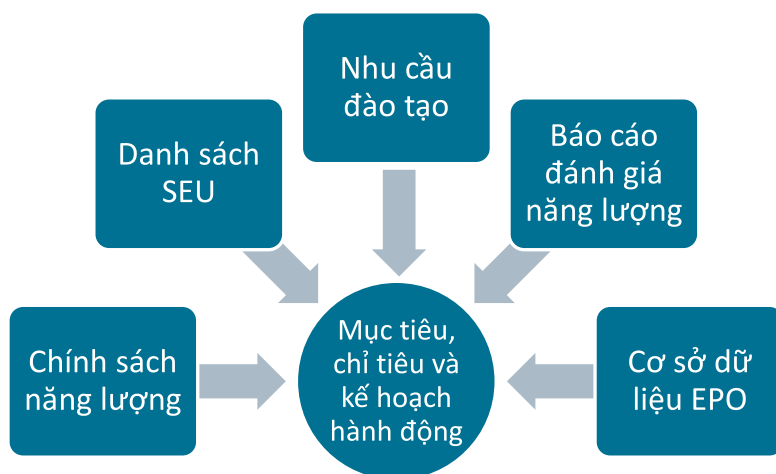 Nhu cầu
đào tạo
Danh sách
SEU
Báo cáo
đánh giá
năng lượng
Chính sách
năng lượng
Mục tiêu,
chỉ tiêu và
kế hoạch
hành động
Cơ sở dữ
liệu EPO